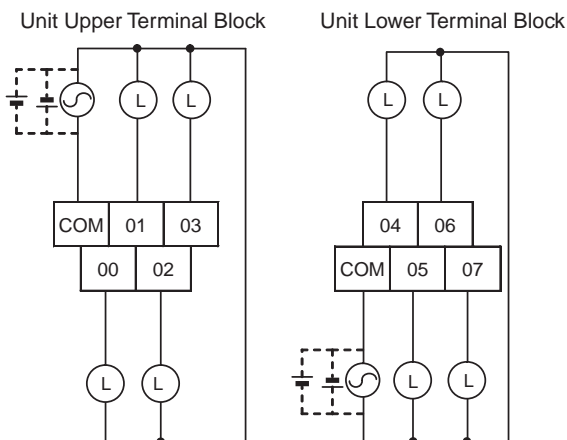 Unit Upper Terminal Block
Unit Lower Terminal Block
L L
L L
COM 01 03
04 06
00 02
COM 05 07
L L
L L